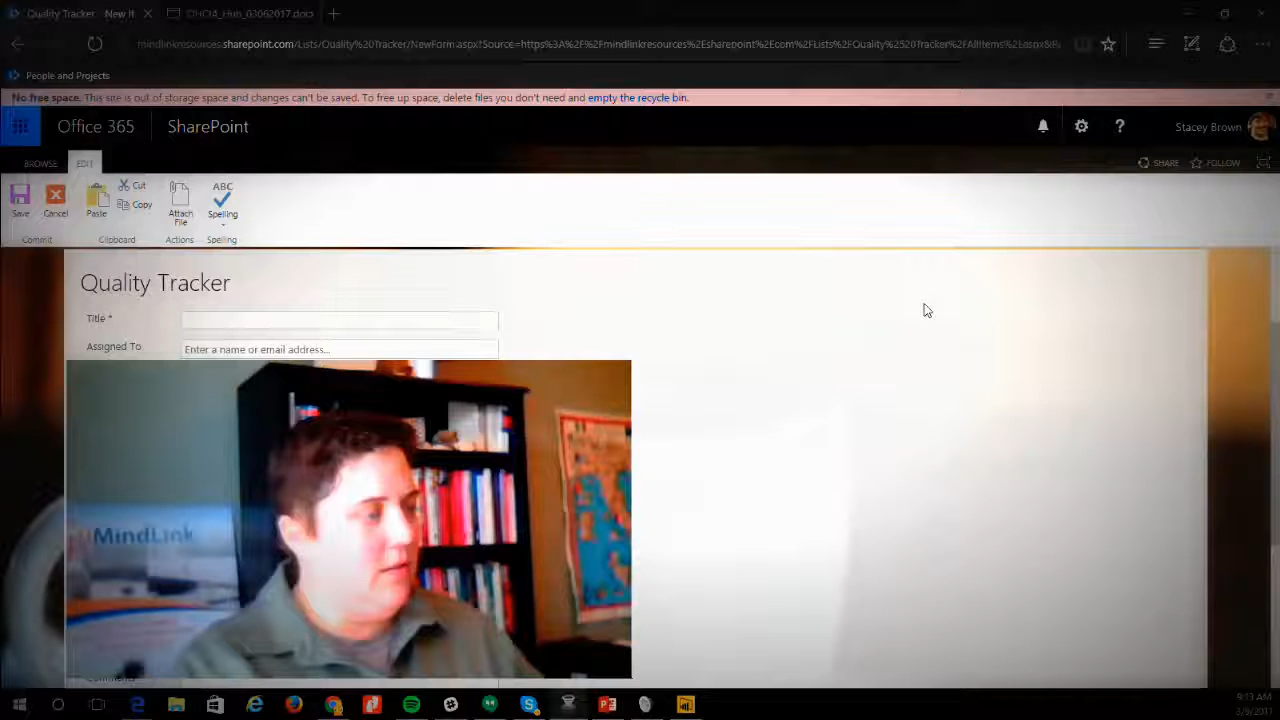 Quality Tracker - New It
OHCIA_Hub_03062017.docx
mindlinkresources.sharepoint.com/Lists/Quality%20Tracker/NewForm.aspx?Source=https%3A%2F%2Fmindlinkresources%2Esharepoint%2Ecom%2FLists%2FQuality%2520Tracker%2FAllItems%2Easpx&R
People and Projects
No free space. This site is out of storage space and changes can't be saved. To free up space, delete files you don't need and empty the recycle bin.
Office 365 SharePoint
Stacey Brown
BROWSE EDIT
SHARE FOLLOW
Save Cancel Paste Cut Copy Attach File ABC Spelling
Commit Clipboard Actions Spelling
Quality Tracker
Title *
Assigned To Enter a name or email address...
MindLink
Comments
9:13 AM
3/9/2017